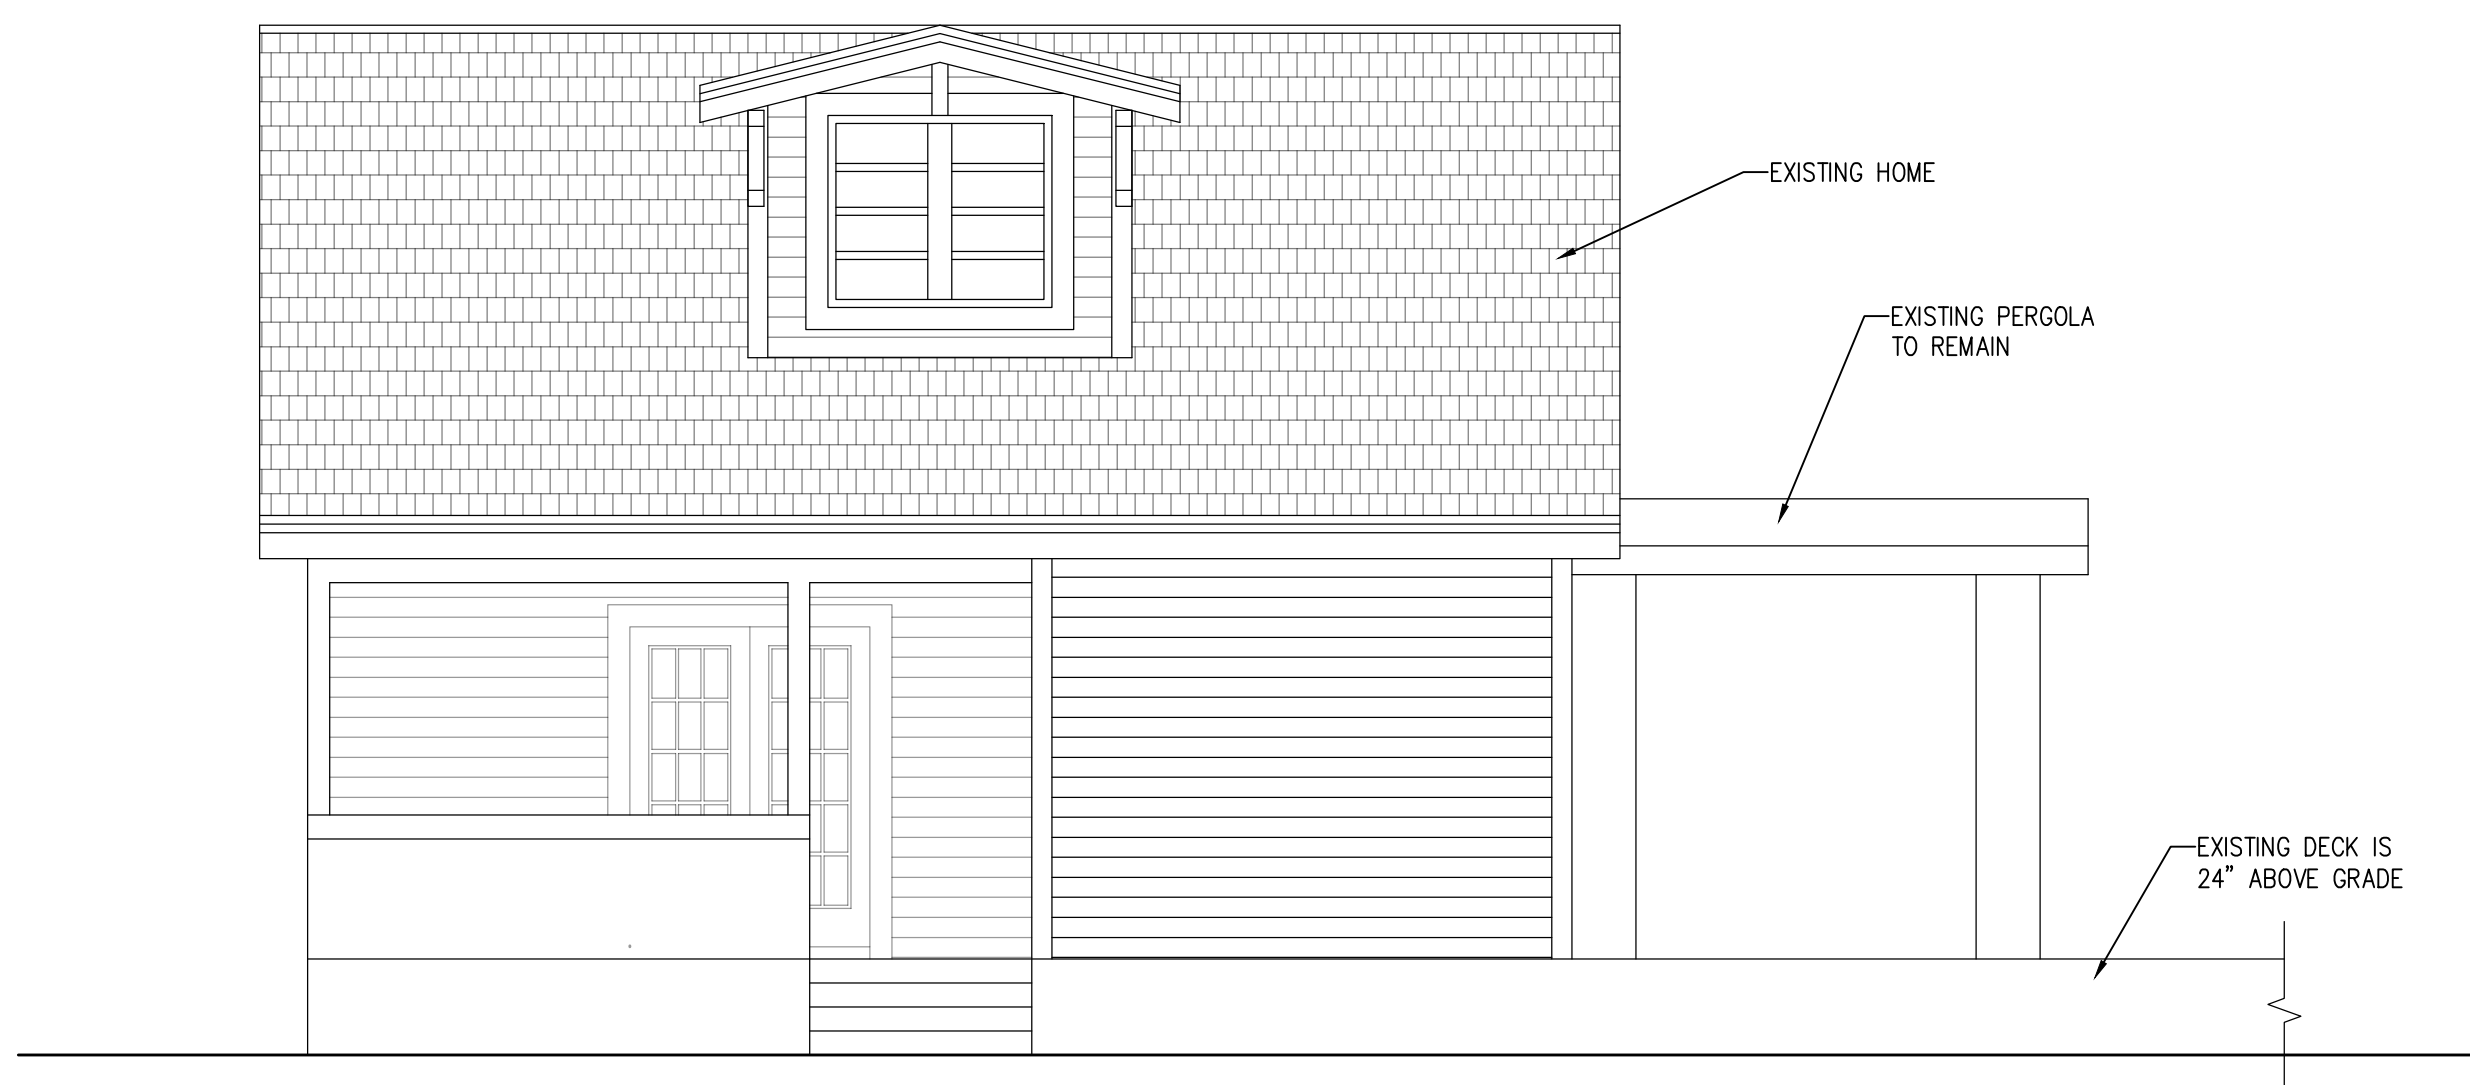 EXISTING HOME
EXISTING PERGOLA
TO REMAIN
EXISTING DECK IS
24" ABOVE GRADE